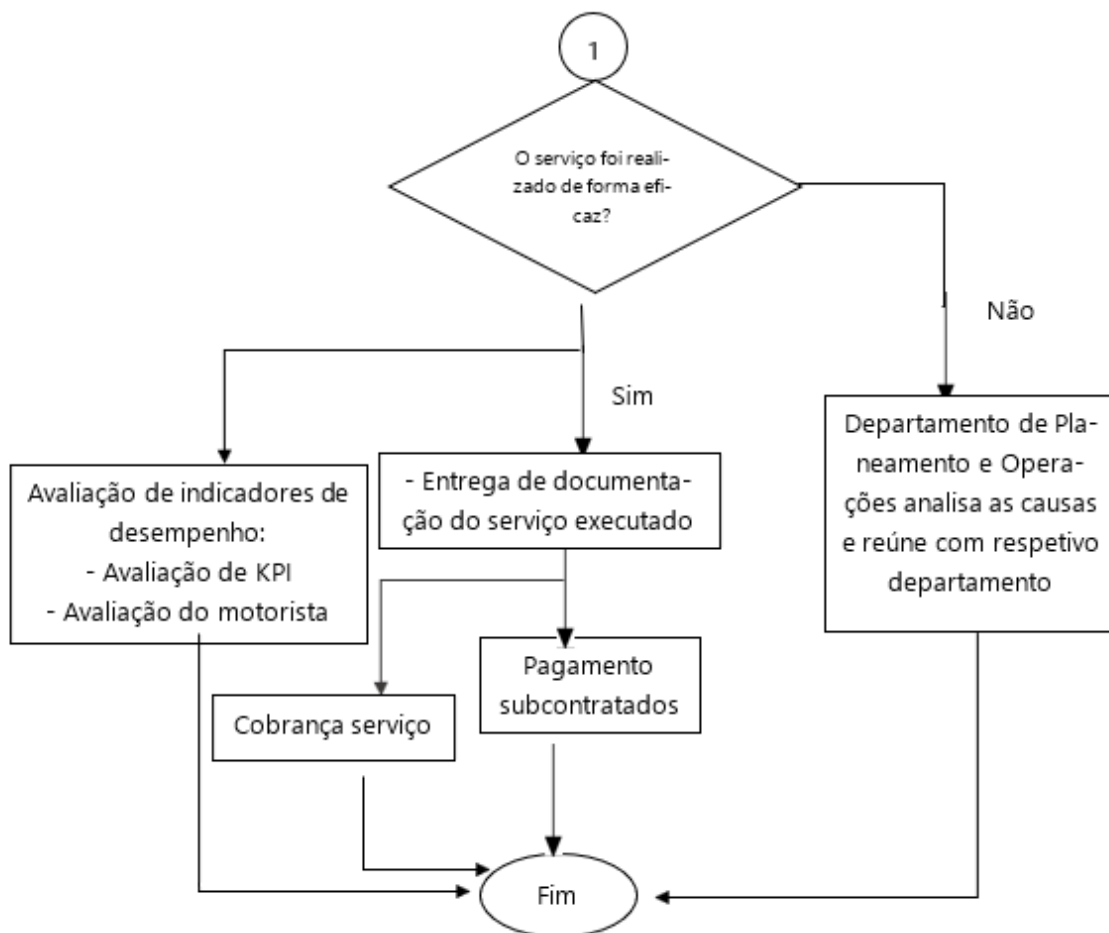 1
O serviço foi reali-
zado de forma efi-
caz?
Não
Sim
Departamento de Pla-
neamento e Opera-
ções analisa as causas
e reúne com respetivo
departamento
Avaliação de indicadores de
desempenho:
- Avaliação de KPI
- Avaliação do motorista
- Entrega de documenta-
ção do serviço executado
Pagamento
subcontratados
Cobrança serviço
Fim